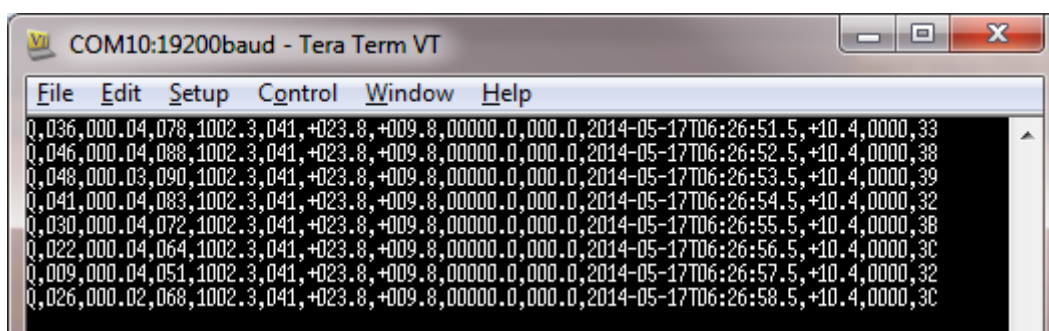 COM10:19200baud - Tera Term VT
File Edit Setup Control Window Help
Q,036,000.04,078,1002.3,041,+023.8,+009.8,00000.0,000.0,2014-05-17T06:26:51.5,+10.4,0000,33
Q,046,000.04,088,1002.3,041,+023.8,+009.8,00000.0,000.0,2014-05-17T06:26:52.5,+10.4,0000,38
Q,048,000.03,090,1002.3,041,+023.8,+009.8,00000.0,000.0,2014-05-17T06:26:53.5,+10.4,0000,39
Q,041,000.04,083,1002.3,041,+023.8,+009.8,00000.0,000.0,2014-05-17T06:26:54.5,+10.4,0000,32
Q,030,000.04,072,1002.3,041,+023.8,+009.8,00000.0,000.0,2014-05-17T06:26:55.5,+10.4,0000,3B
Q,022,000.04,064,1002.3,041,+023.8,+009.8,00000.0,000.0,2014-05-17T06:26:56.5,+10.4,0000,3C
Q,009,000.04,051,1002.3,041,+023.8,+009.8,00000.0,000.0,2014-05-17T06:26:57.5,+10.4,0000,32
Q,026,000.02,068,1002.3,041,+023.8,+009.8,00000.0,000.0,2014-05-17T06:26:58.5,+10.4,0000,3C